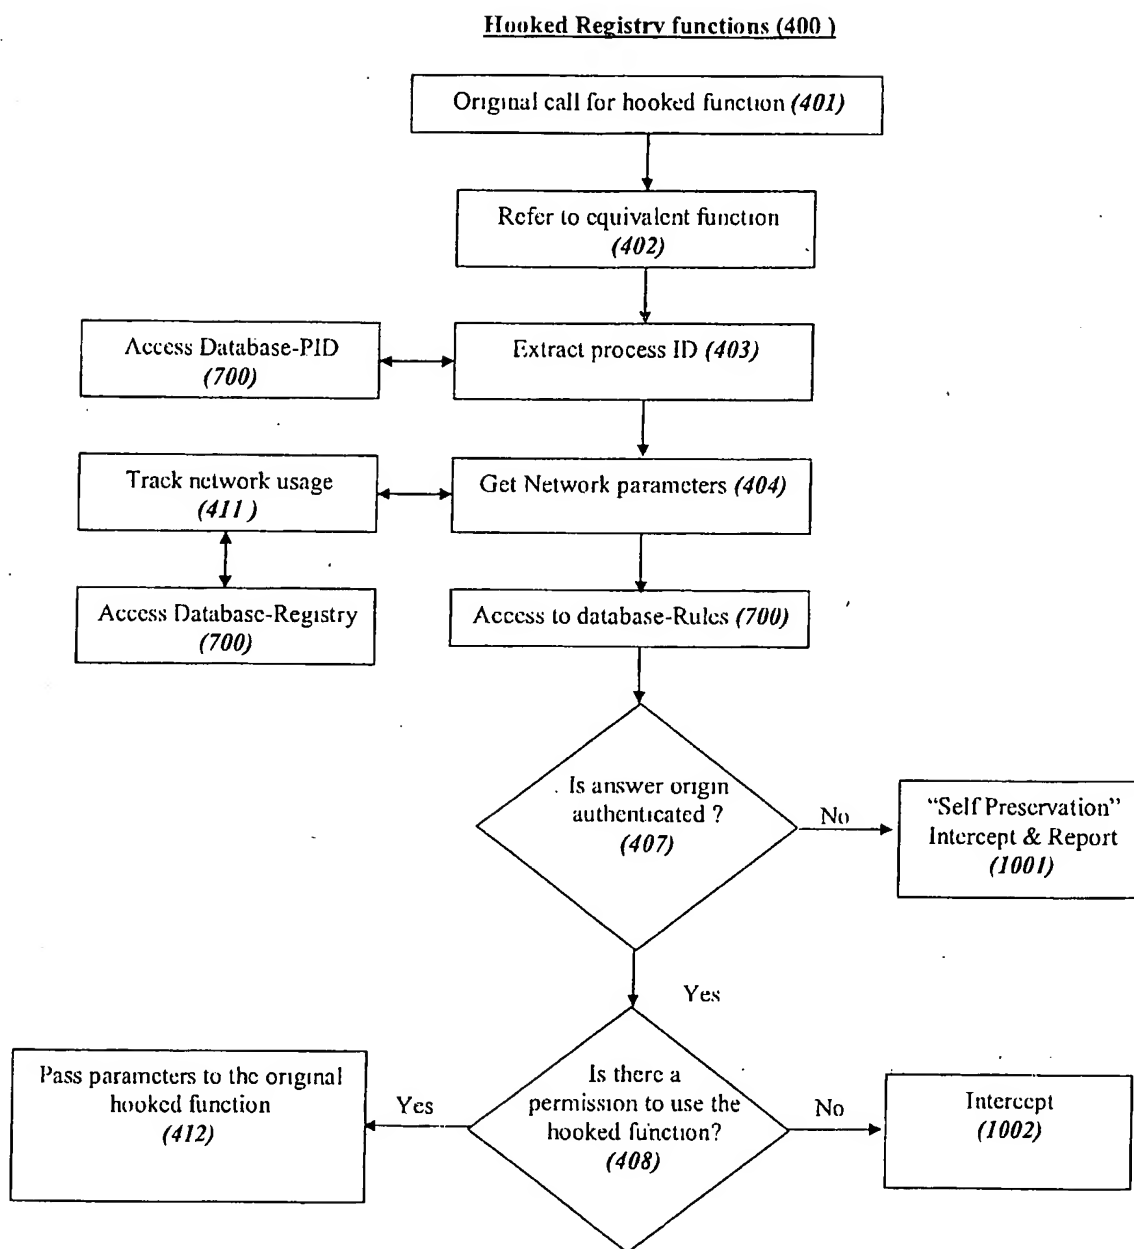 Hooked Registry functions (400 )
Original call for hooked function (401)
Refer to equivalent function
(402)
Access Database-PID
(700)
Extract process ID (403)
Track network usage
(411 )
Get Network parameters (404)
Access Database-Registry
(700)
Access to database-Rules (700)
. Is answer origin
authenticated ?
(407)
No
“Self Preservation”
Intercept & Report
(1001)
Yes
Pass parameters to the original
hooked function
(412)
Yes
Is there a
permission to use the
hooked function?
(408)
No
Intercept
(1002)